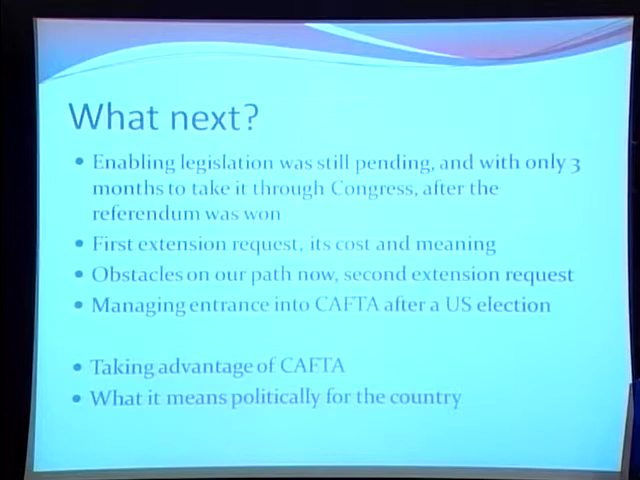 What next?
• Enabling legislation was still pending, and with only 3
months to take it through Congress, after the
referendum was won
• First extension request, its cost and meaning
• Obstacles on our path now, second extension request
• Managing entrance into CAFTA after a US election
• Taking advantage of CAFTA
• What it means politically for the country